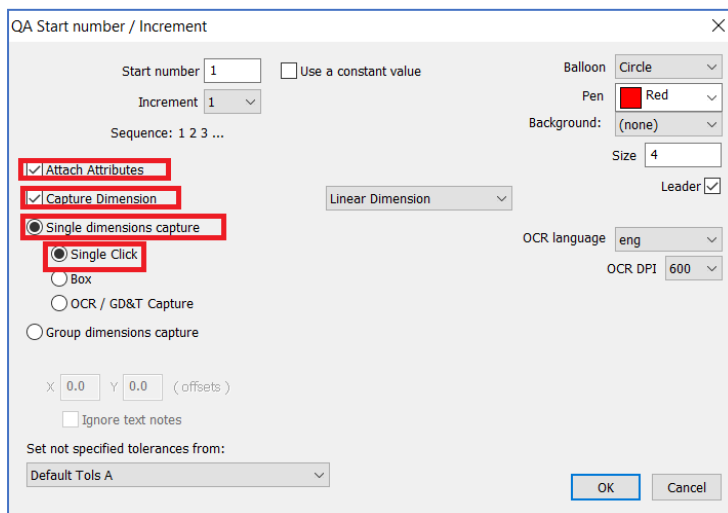 QA Start number / Increment
Start number 1 Use a constant value Balloon Circle
Increment 1 Pen Red
Sequence: 1 2 3 ... Background: (none)
Size 4
Attach Attributes Leader
Capture Dimension Linear Dimension
Single dimensions capture OCR language eng
Single Click OCR DPI 600
Box
OCR / GD&T Capture
Group dimensions capture
X 0.0 Y 0.0 ( offsets )
Ignore text notes
Set not specified tolerances from:
Default Tols A
OK Cancel